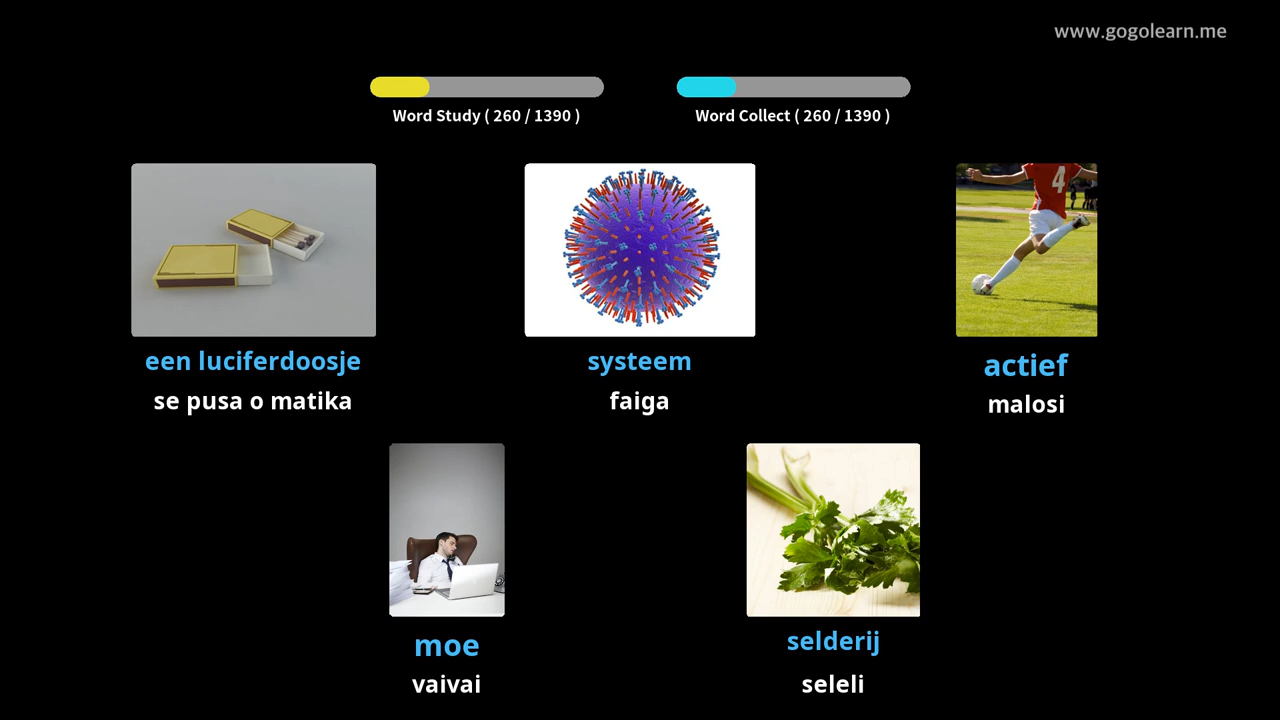 www.gogolearn.me
Word Study ( 260 / 1390 )
Word Collect ( 260 / 1390 )
een luciferdoosje
se pusa o matika
systeem
faiga
4
actief
malosi
moe
vaivai
selderij
seleli